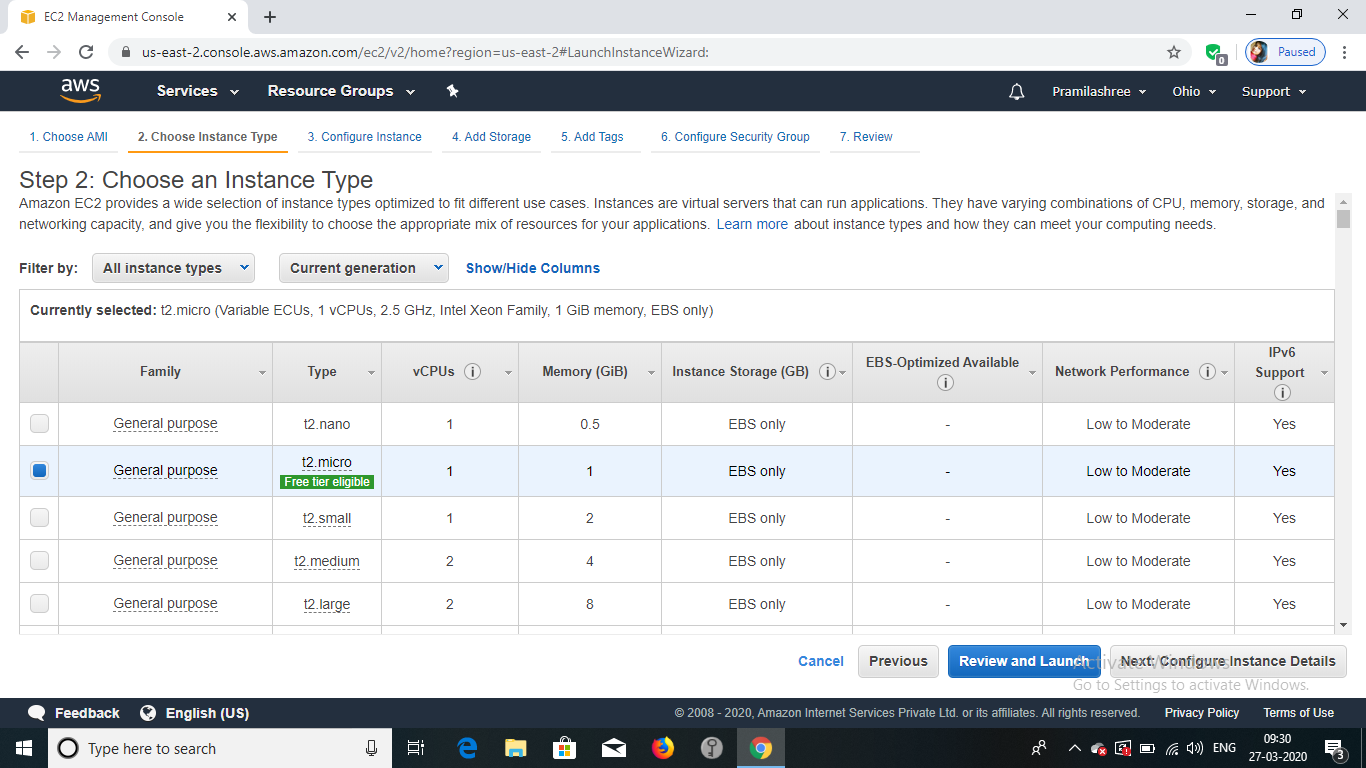 EC2 Management Console
us-east-2.console.aws.amazon.com/ec2/v2/home?region=us-east-2#LaunchInstanceWizard:
0
Paused
aws
Services
Resource Groups
Pramilashree
Ohio
Support
1. Choose AMI
2. Choose Instance Type
3. Configure Instance
4. Add Storage
5. Add Tags
6. Configure Security Group
7. Review
Step 2: Choose an Instance Type
Amazon EC2 provides a wide selection of instance types optimized to fit different use cases. Instances are virtual servers that can run applications. They have varying combinations of CPU, memory, storage, and
networking capacity, and give you the flexibility to choose the appropriate mix of resources for your applications. Learn more about instance types and how they can meet your computing needs.
Filter by: All instance types Current generation Show/Hide Columns
Currently selected: t2.micro (Variable ECUs, 1 vCPUs, 2.5 GHz, Intel Xeon Family, 1 GiB memory, EBS only)
Family Type vCPUs i Memory (GiB) Instance Storage (GB) i EBS-Optimized Available i Network Performance i IPv6 Support i
General purpose t2.nano 1 0.5 EBS only - Low to Moderate Yes
General purpose t2.micro Free tier eligible 1 1 EBS only - Low to Moderate Yes
General purpose t2.small 1 2 EBS only - Low to Moderate Yes
General purpose t2.medium 2 4 EBS only - Low to Moderate Yes
General purpose t2.large 2 8 EBS only - Low to Moderate Yes
Cancel Previous Review and Launch Next: Configure Instance Details
Activate Windows
Go to Settings to activate Windows.
Feedback English (US)
© 2008 - 2020, Amazon Internet Services Private Ltd. or its affiliates. All rights reserved. Privacy Policy Terms of Use
Type here to search
ENG
09:30
27-03-2020
3